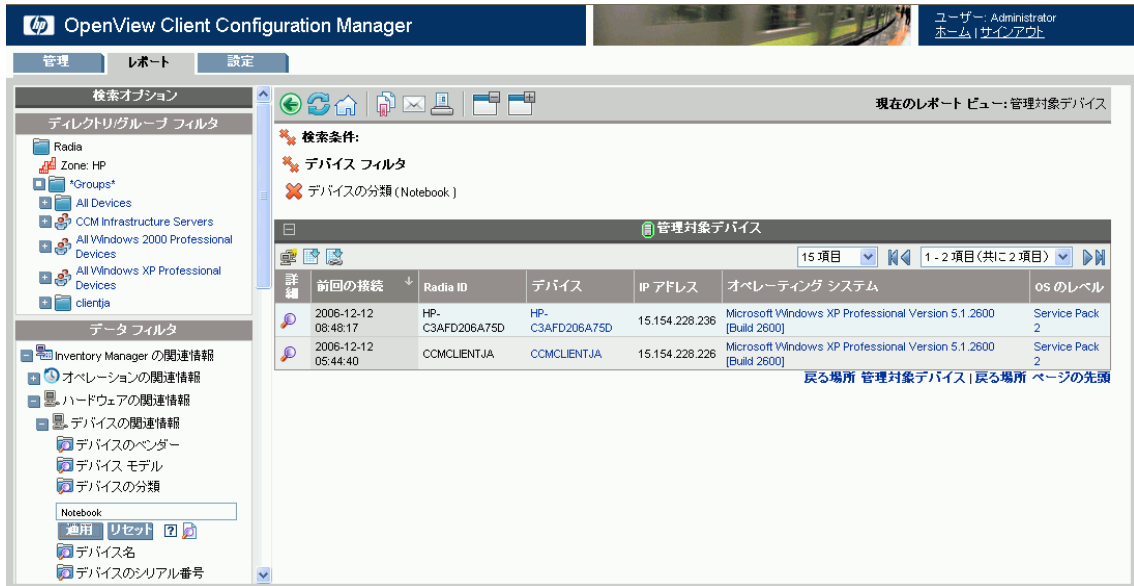 hp OpenView Client Configuration Manager
ユーザー: Administrator
ホーム | サインアウト
管理 レポート 設定
検索オプション
ディレクトリ/グループ フィルタ
Radia
Zone: HP
*Groups*
All Devices
CCM Infrastructure Servers
All Windows 2000 Professional
Devices
All Windows XP Professional
Devices
clientja
データ フィルタ
Inventory Manager の関連情報
オペレーションの関連情報
ハードウェアの関連情報
デバイスの関連情報
デバイスのベンダー
デバイス モデル
デバイスの分類
Notebook
適用 リセット ?
デバイス名
デバイスのシリアル番号
現在のレポート ビュー: 管理対象デバイス
検索条件:
デバイス フィルタ
デバイスの分類 (Notebook )
管理対象デバイス
15 項目 1 - 2 項目 (共に 2 項目)
詳細 前回の接続 Radia ID デバイス IP アドレス オペレーティング システム OS のレベル
2006-12-12 HP- HP- 15.154.228.236 Microsoft Windows XP Professional Version 5.1.2600 Service Pack
08:48:17 C3AFD206A75D C3AFD206A75D [Build 2600] 2
2006-12-12 CCMCLIENTJA CCMCLIENTJA 15.154.228.226 Microsoft Windows XP Professional Version 5.1.2600 Service Pack
05:44:40 [Build 2600] 2
戻る場所 管理対象デバイス | 戻る場所 ページの先頭